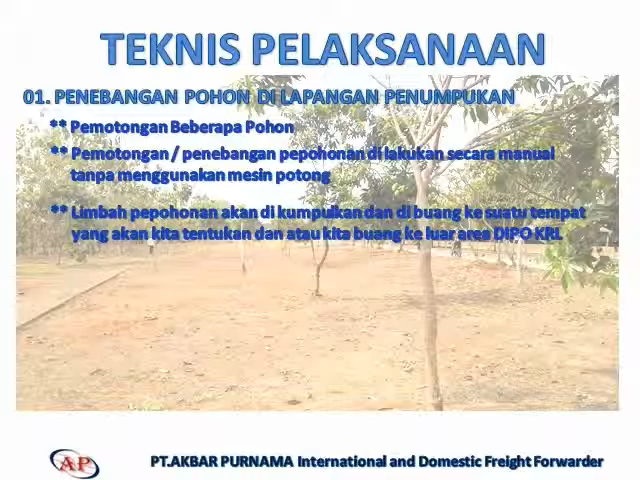 TEKNIS PELAKSANAAN
01. PENEBANGAN POHON DI LAPANGAN PENUMPUKAN
** Pemotongan Beberapa Pohon
** Pemotongan / penebangan pepohonan di lakukan secara manual
tanpa menggunakan mesin potong
** Limbah pepohonan akan di kumpulkan dan di buang ke suatu tempat
yang akan kita tentukan dan atau kita buang ke luar area DIPO KRL
AP
PT.AKBAR PURNAMA International and Domestic Freight Forwarder